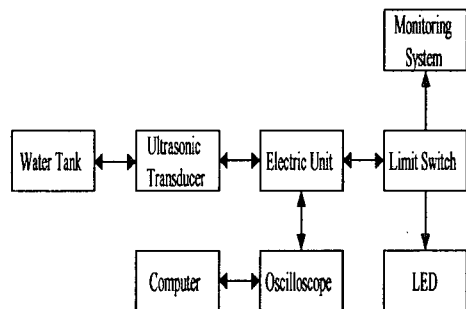 Monitoring
System
Water Tank
Ultrasonic
Transducer
Electric Unit
Limit Switch
Computer
Oscilloscope
LED